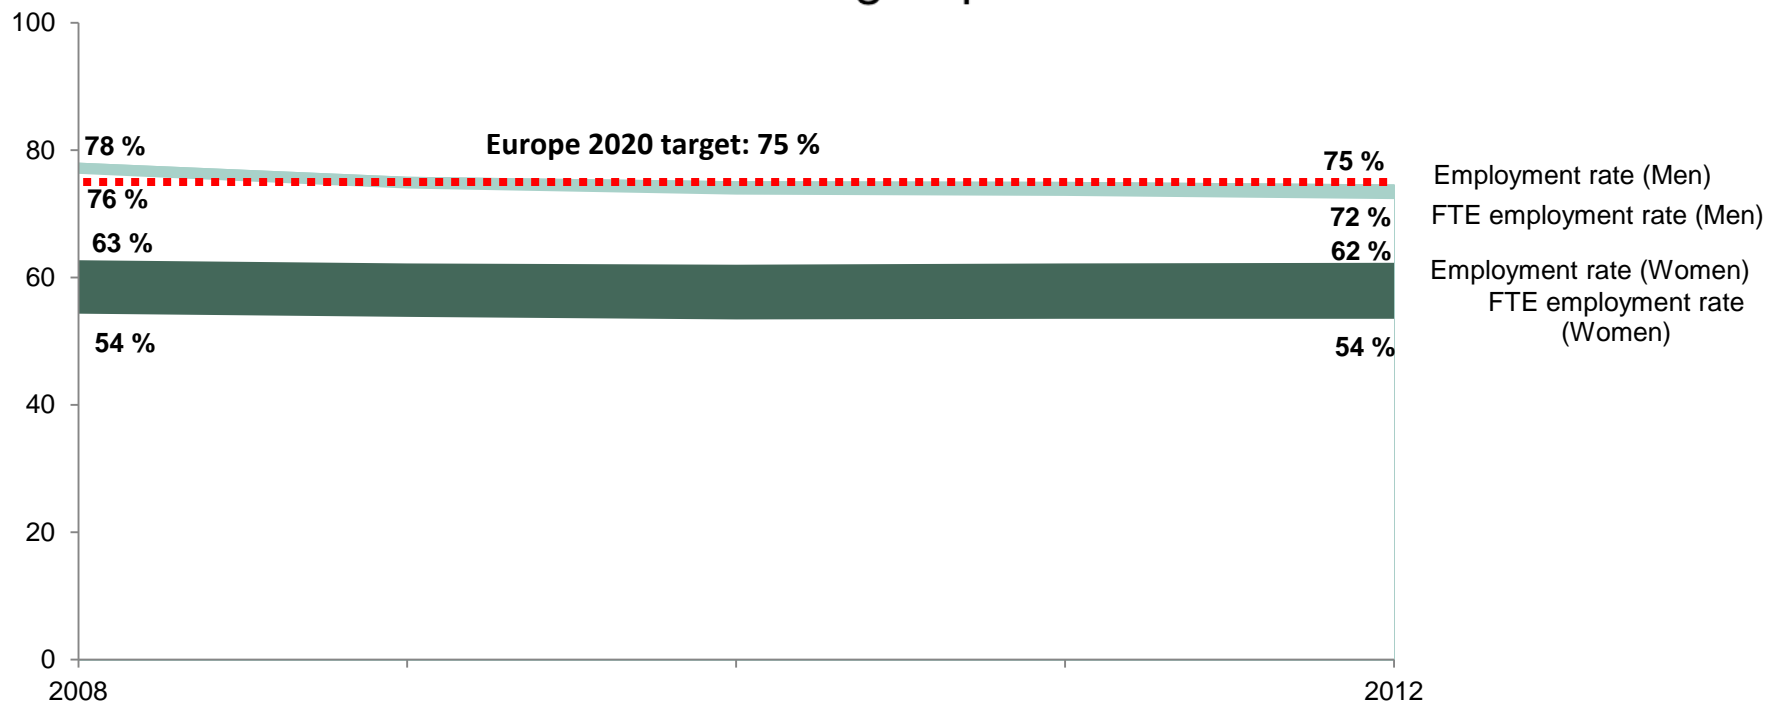 100
80
60
40
20
0
78 %
Europe 2020 target: 75 %
75 %
76 %
72 %
63 %
62 %
54 %
54 %
Employment rate (Men)
FTE employment rate (Men)
Employment rate (Women)
FTE employment rate
(Women)
2008
2012